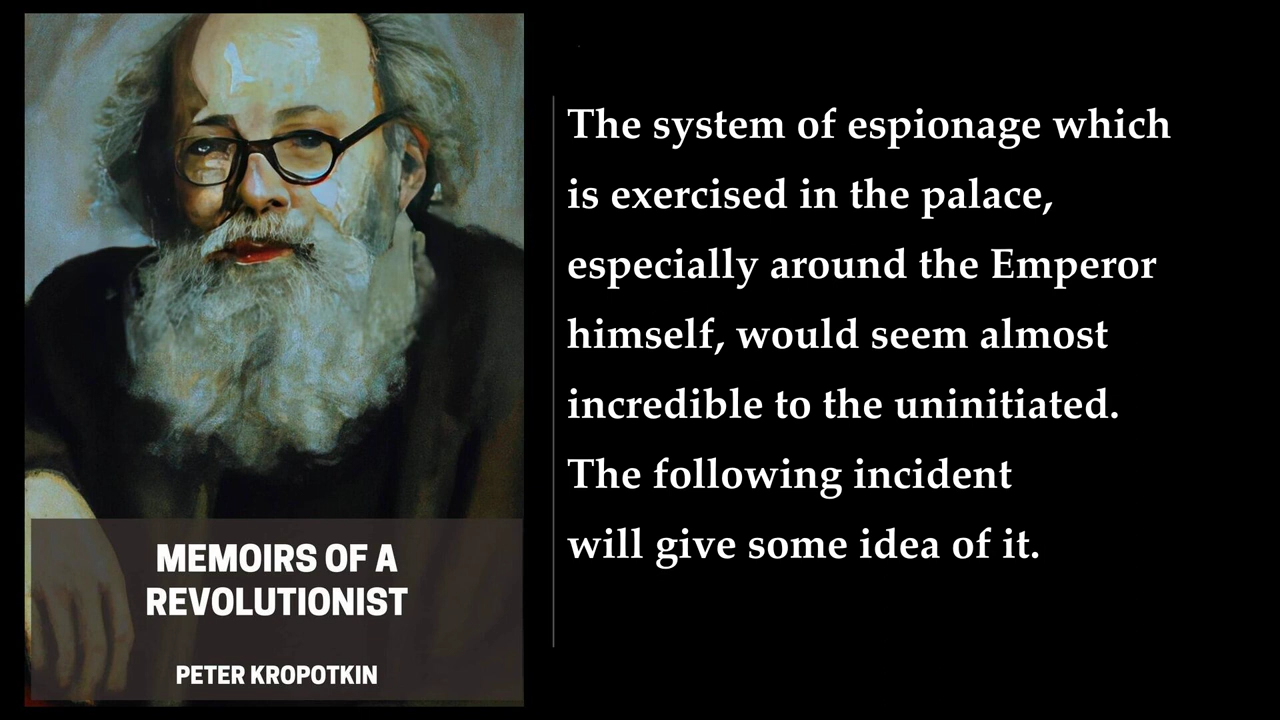 MEMOIRS OF A
REVOLUTIONIST
PETER KROPOTKIN
The system of espionage which
is exercised in the palace,
especially around the Emperor
himself, would seem almost
incredible to the uninitiated.
The following incident
will give some idea of it.